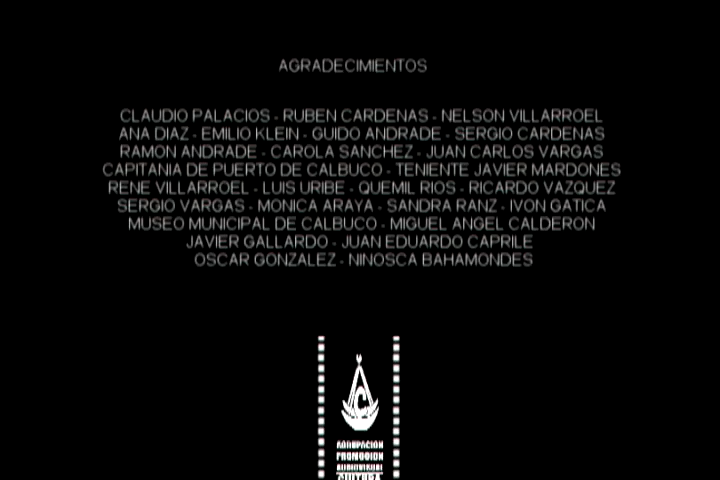 AGRADECIMIENTOS
CLAUDIO PALACIOS - RUBEN CARDENAS - NELSON VILLARROEL
ANA DIAZ - EMILIO KLEIN - GUIDO ANDRADE - SERGIO CARDENAS
RAMON ANDRADE - CAROLA SANCHEZ - JUAN CARLOS VARGAS
CAPITANIA DE PUERTO DE CALBUCO - TENIENTE JAVIER MARDONES
RENE VILLARROEL - LUIS URIBE - QUEMIL RIOS - RICARDO VAZQUEZ
SERGIO VARGAS - MONICA ARAYA - SANDRA RANZ - IVON GATICA
MUSEO MUNICIPAL DE CALBUCO - MIGUEL ANGEL CALDERON
JAVIER GALLARDO - JUAN EDUARDO CAPRILE
OSCAR GONZALEZ - NINOSCA BAHAMONDES
AGRUPACION
PROMOCION
AUDIOVISUAL
CULTURA